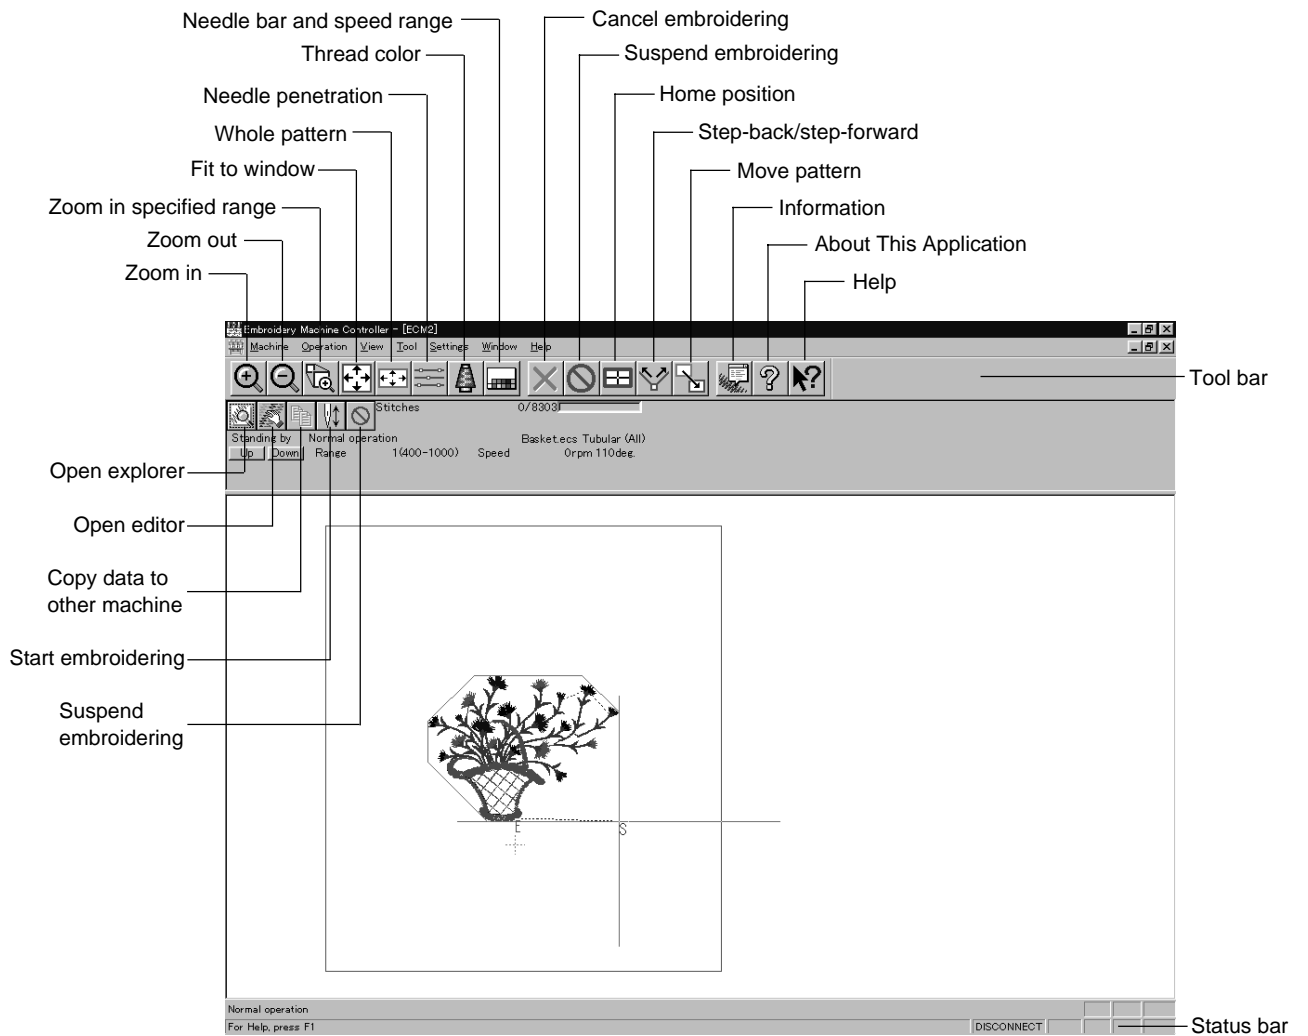 Needle bar and speed range
Cancel embroidering
Thread color
Suspend embroidering
Needle penetration
Home position
Whole pattern
Step-back/step-forward
Fit to window
Move pattern
Zoom in specified range
Information
Zoom out
About This Application
Zoom in
Help
Embroidery Machine Controller - [ECM2]
Machine Operation View Tool Settings Window Help
Tool bar
Stitches 0/8303
Standing by Normal operation Basket.ecs Tubular (All)
Up Down Range 1(400-1000) Speed 0rpm 110deg.
Open explorer
Open editor
Copy data to
other machine
Start embroidering
Suspend
embroidering
E
S
Normal operation
For Help, press F1 DISCONNECT
Status bar